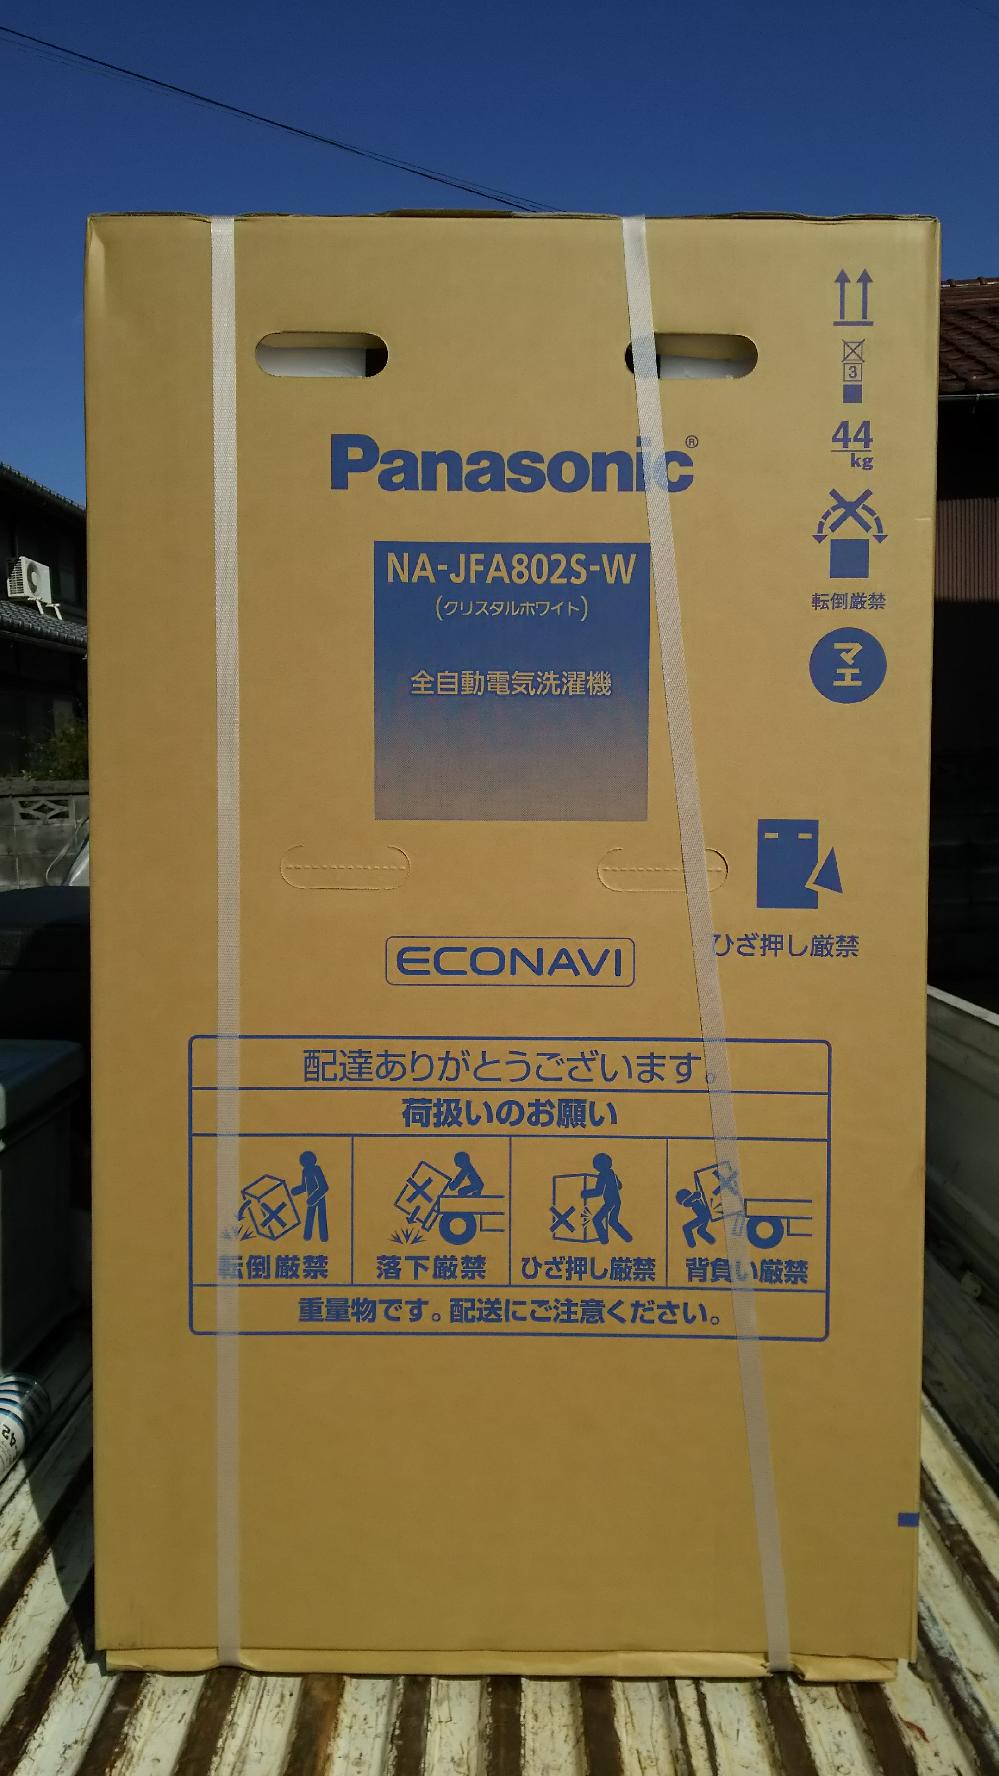 Panasonic®
NA-JFA802S-W
(クリスタルホワイト)
全自動電気洗濯機
3
44
kg
転倒厳禁
マエ
ひざ押し厳禁
ECONAVI
配達ありがとうございます。
荷扱いのお願い
転倒厳禁 落下厳禁 ひざ押し厳禁 背負い厳禁
重量物です。配送にご注意ください。